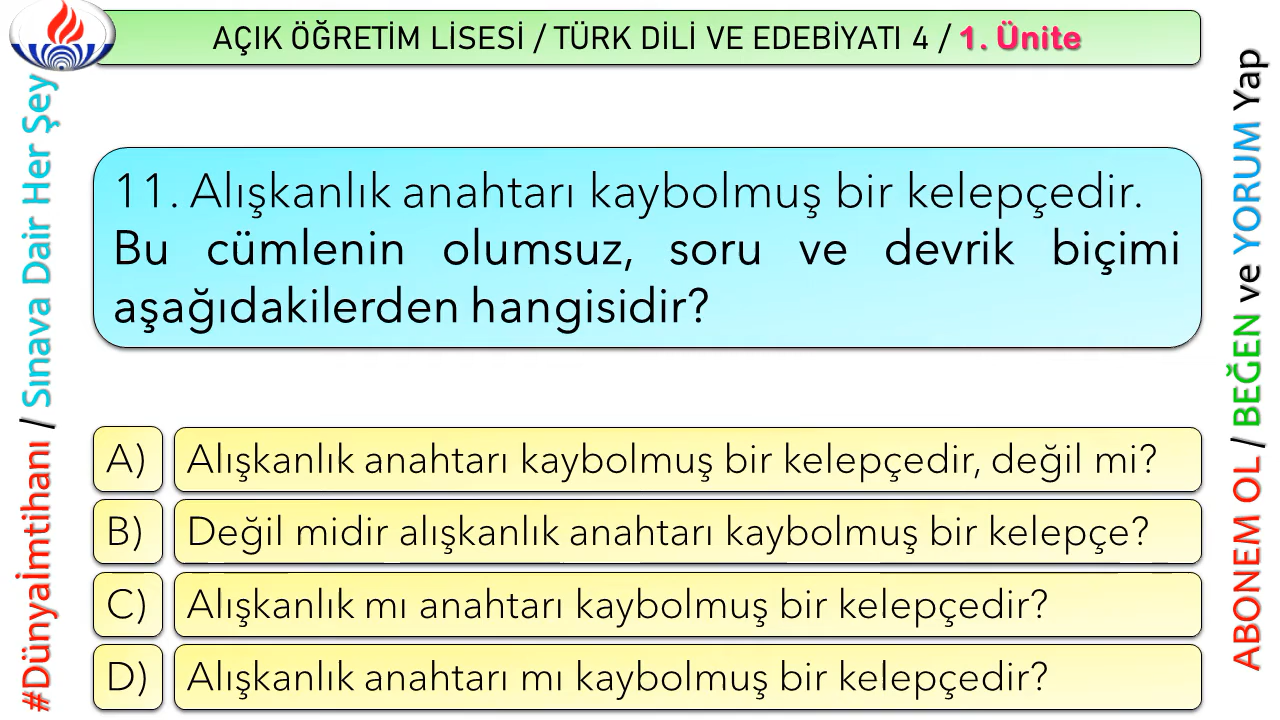 AÇIK ÖĞRETİM LİSESİ / TÜRK DİLİ VE EDEBİYATI 4 / 1. Ünite
#Dünyaimtihanı / Sınava Dair Her Şey
11. Alışkanlık anahtarı kaybolmuş bir kelepçedir.
Bu cümlenin olumsuz, soru ve devrik biçimi
aşağıdakilerden hangisidir?
A) Alışkanlık anahtarı kaybolmuş bir kelepçedir, değil mi?
B) Değil midir alışkanlık anahtarı kaybolmuş bir kelepçe?
C) Alışkanlık mı anahtarı kaybolmuş bir kelepçedir?
D) Alışkanlık anahtarı mı kaybolmuş bir kelepçedir?
ABONEM OL / BEĞEN ve YORUM Yap